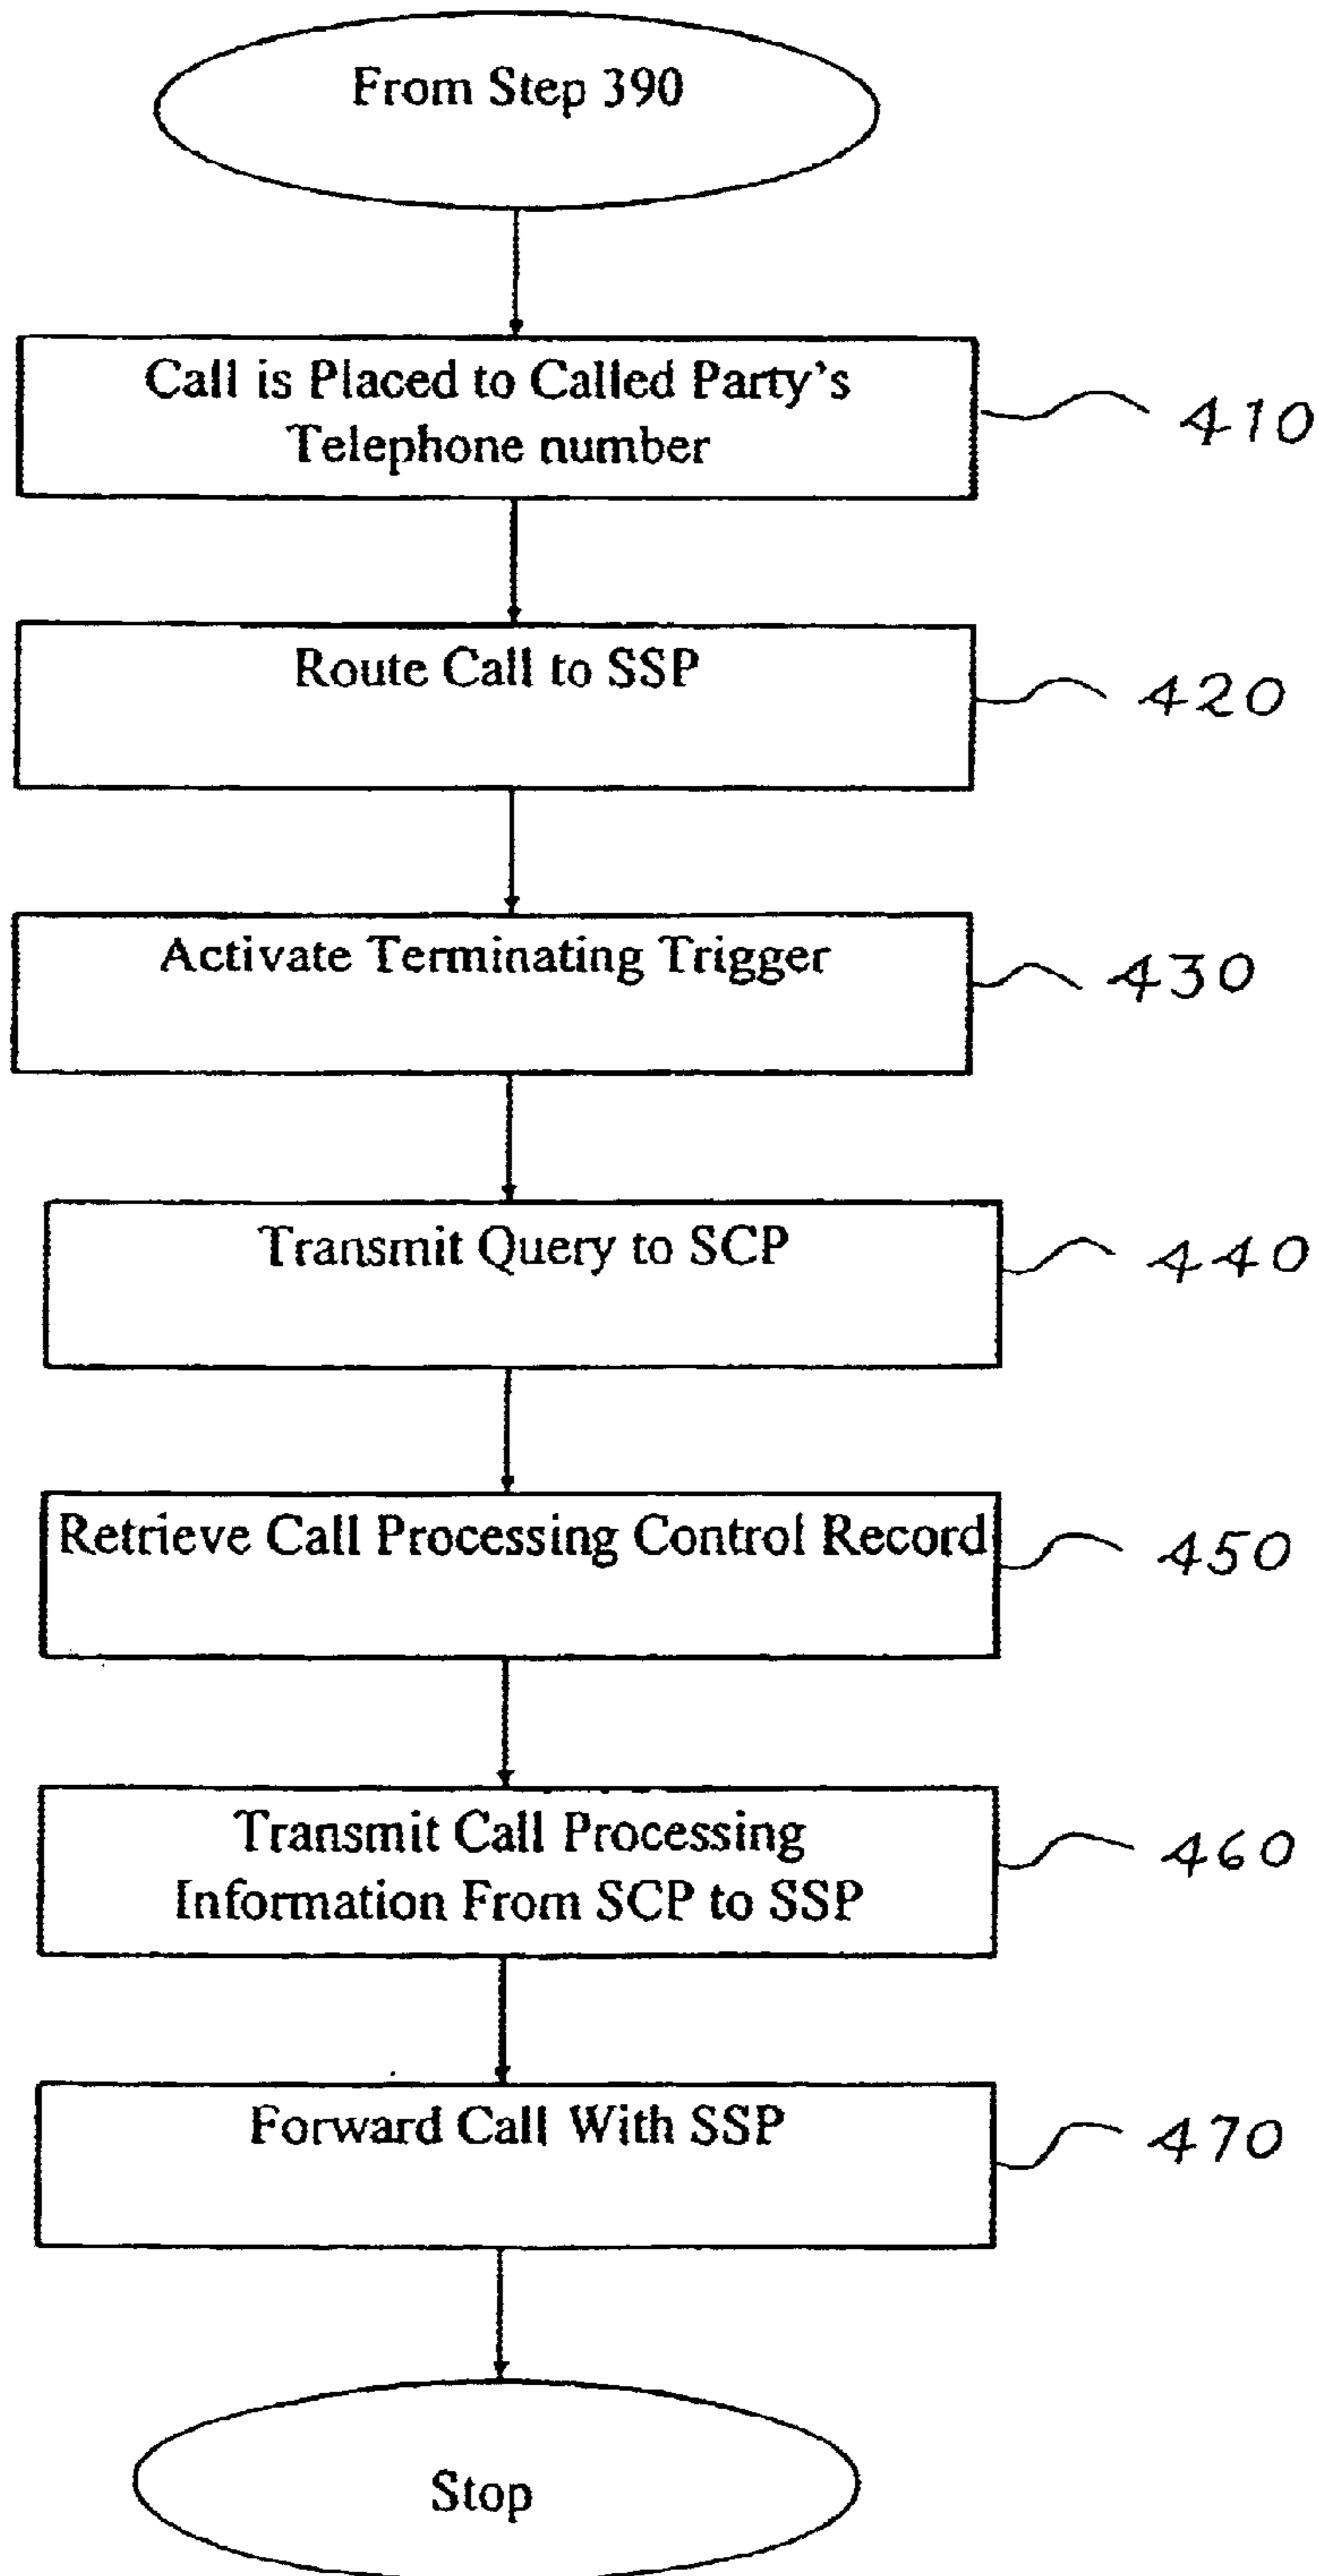 From Step 390
Call is Placed to Called Party's
Telephone number
410
Route Call to SSP
420
Activate Terminating Trigger
430
Transmit Query to SCP
440
Retrieve Call Processing Control Record
450
Transmit Call Processing
Information From SCP to SSP
460
Forward Call With SSP
470
Stop